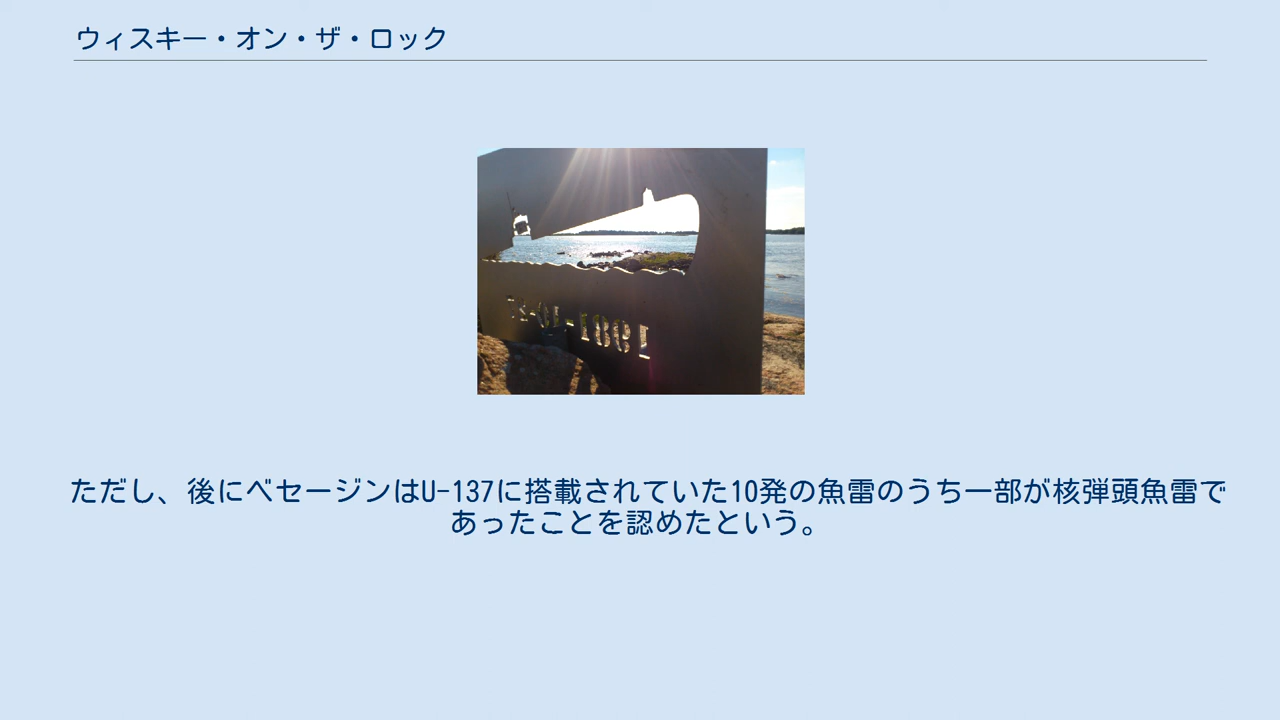 ウィスキー・オン・ザ・ロック
ただし、後にベセージンはU-137に搭載されていた10発の魚雷のうち一部が核弾頭魚雷で
あったことを認めたという。